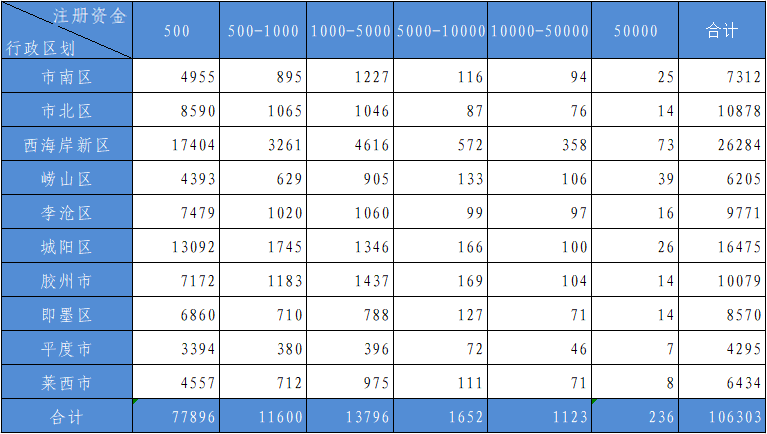 注册资金
行政区划
500 500-1000 1000-5000 5000-10000 10000-50000 50000 合计
市南区 4955 895 1227 116 94 25 7312
市北区 8590 1065 1046 87 76 14 10878
西海岸新区 17404 3261 4616 572 358 73 26284
崂山区 4393 629 905 133 106 39 6205
李沧区 7479 1020 1060 99 97 16 9771
城阳区 13092 1745 1346 166 100 26 16475
胶州市 7172 1183 1437 169 104 14 10079
即墨区 6860 710 788 127 71 14 8570
平度市 3394 380 396 72 46 7 4295
莱西市 4557 712 975 111 71 8 6434
合计 77896 11600 13796 1652 1123 236 106303